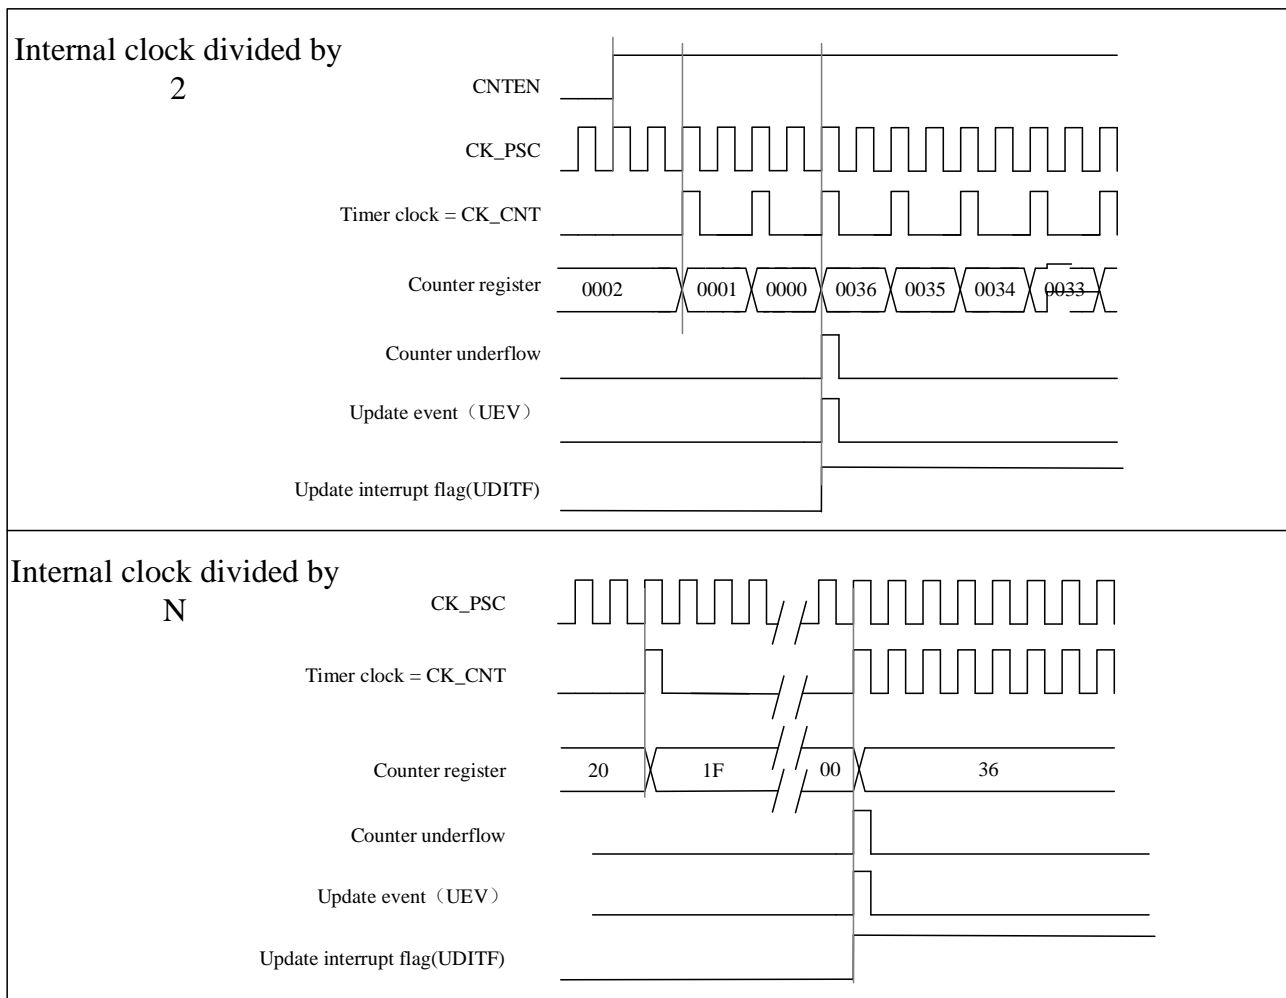 Internal clock divided by
2
CNTEN
CK_PSC
Timer clock = CK_CNT
Counter register
0002
0001
0000
0036
0035
0034
0033
Counter underflow
Update event（UEV）
Update interrupt flag(UDITF)
Internal clock divided by
N
CK_PSC
Timer clock = CK_CNT
Counter register
20
1F
00
36
Counter underflow
Update event（UEV）
Update interrupt flag(UDITF)